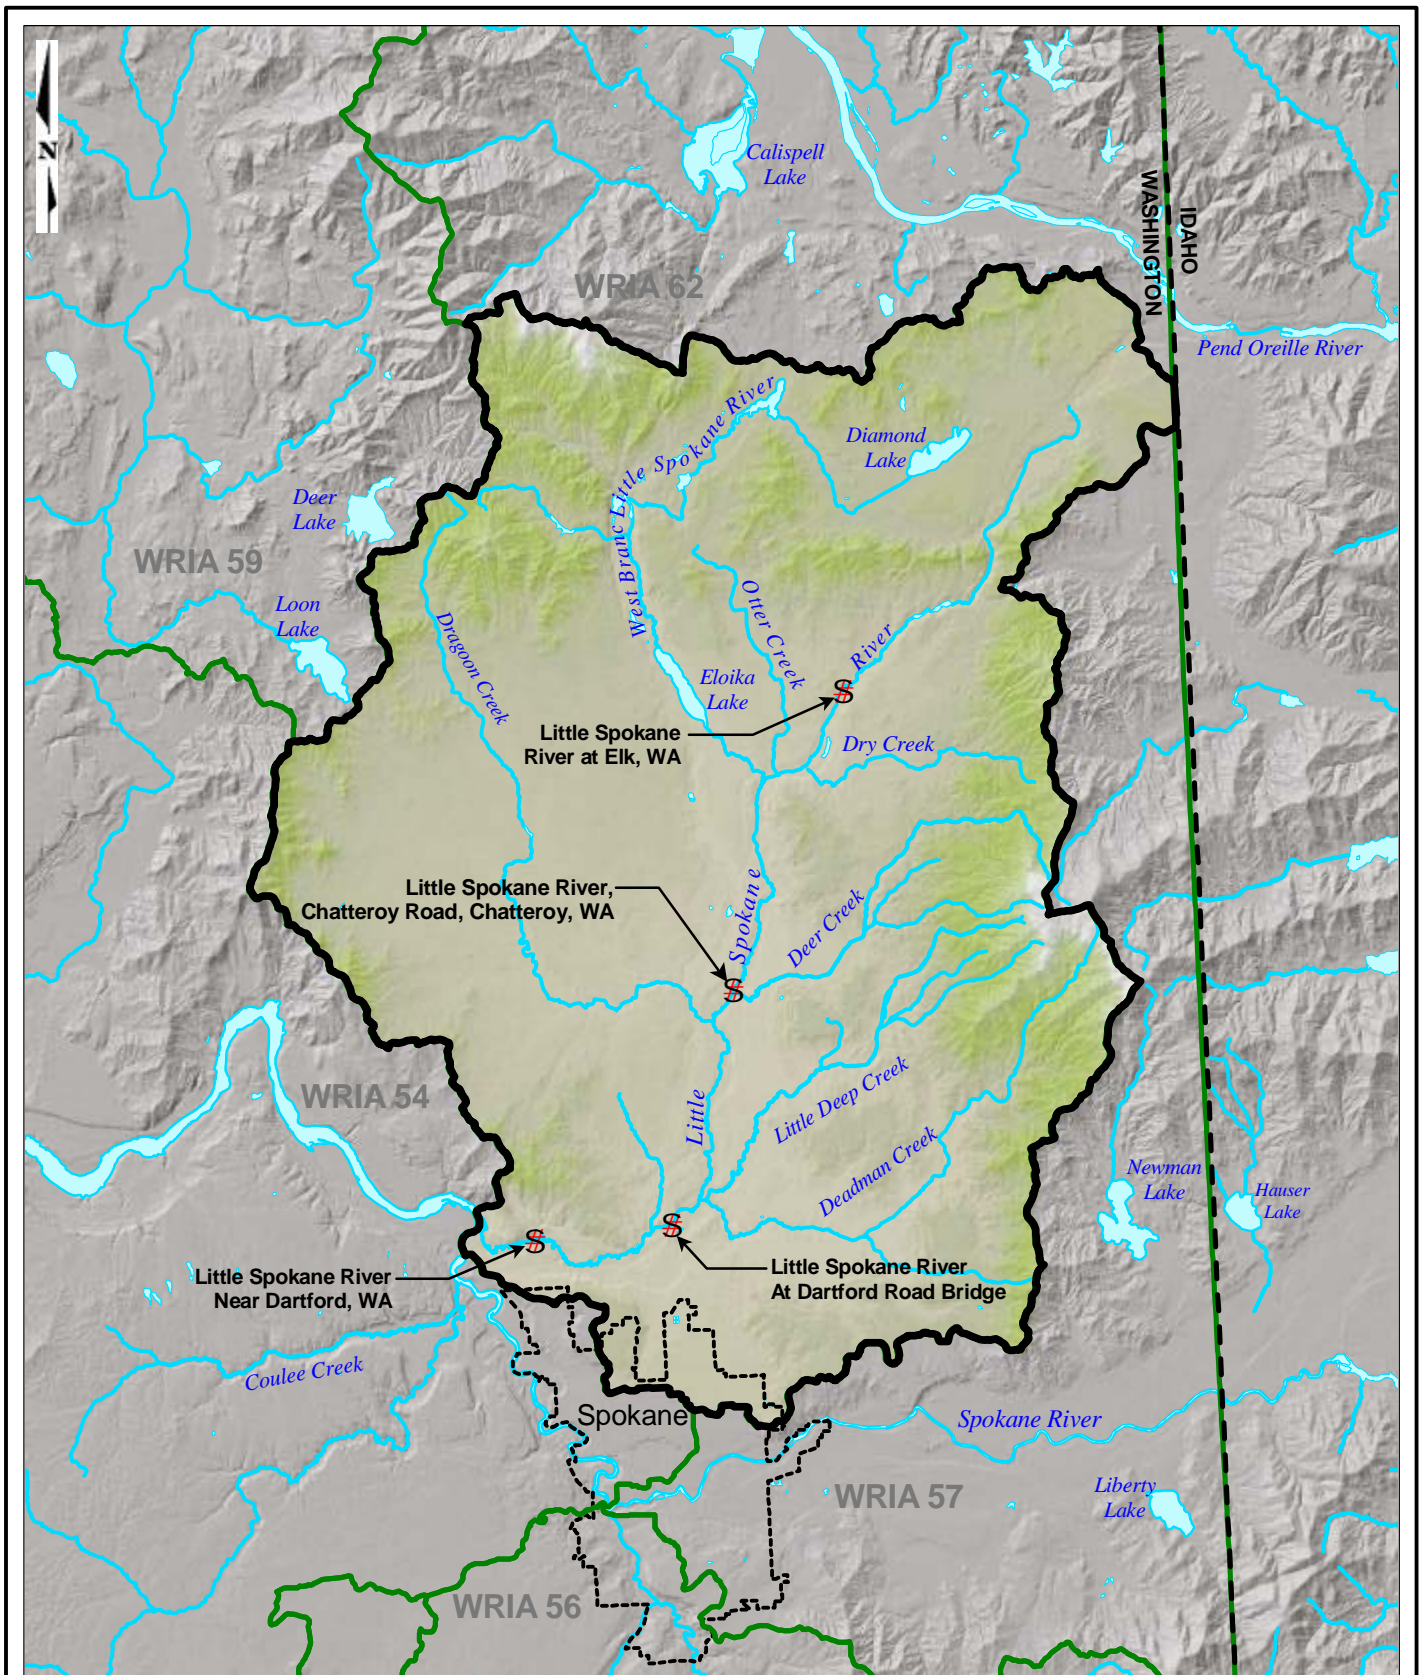 N
Calispell
Lake
WASHINGTON
IDAHO
WRIA 62
Pend Oreille River
West Branc Little Spokane River
Diamond
Lake
Deer
Lake
WRIA 59
Loon
Lake
Dragoon Creek
Otter Creek
River
Eloika
Lake
S
Little Spokane
River at Elk, WA
Dry Creek
Little Spokane River,
Chatteroy Road, Chatteroy, WA
Spokane
Deer Creek
S
WRIA 54
Little
Little Deep Creek
Deadman Creek
Newman
Lake
Hauser
Lake
S
S
Little Spokane River
Near Dartford, WA
Little Spokane River
At Dartford Road Bridge
Coulee Creek
Spokane
Spokane River
WRIA 57
Liberty
Lake
WRIA 56